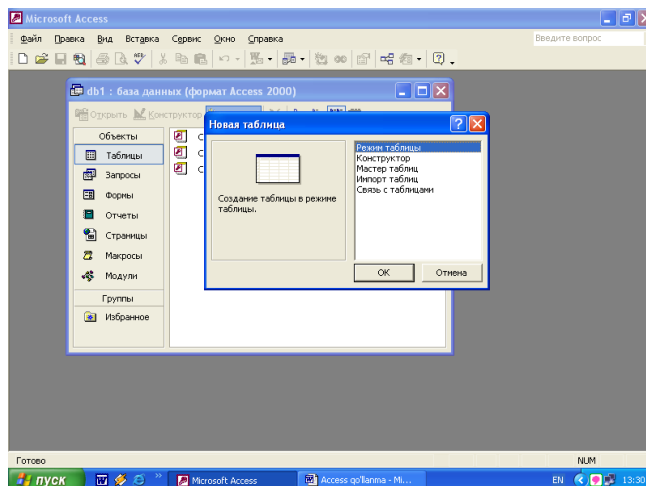 Microsoft Access
Файл Правка Вид Вставка Сервис Окно Справка
Введите вопрос
db1 : база данных (формат Access 2000)
Открыть Конструктор
Новая таблица
Объекты
Таблицы
Запросы
Формы
Отчеты
Страницы
Макросы
Модули
Группы
Избранное
Создание таблицы в режиме
таблицы.
Режим таблицы
Конструктор
Мастер таблиц
Импорт таблиц
Связь с таблицами
ОК Отмена
Готово
NUM
пуск
Microsoft Access
Access qo'llanma - Mi...
EN
13:30